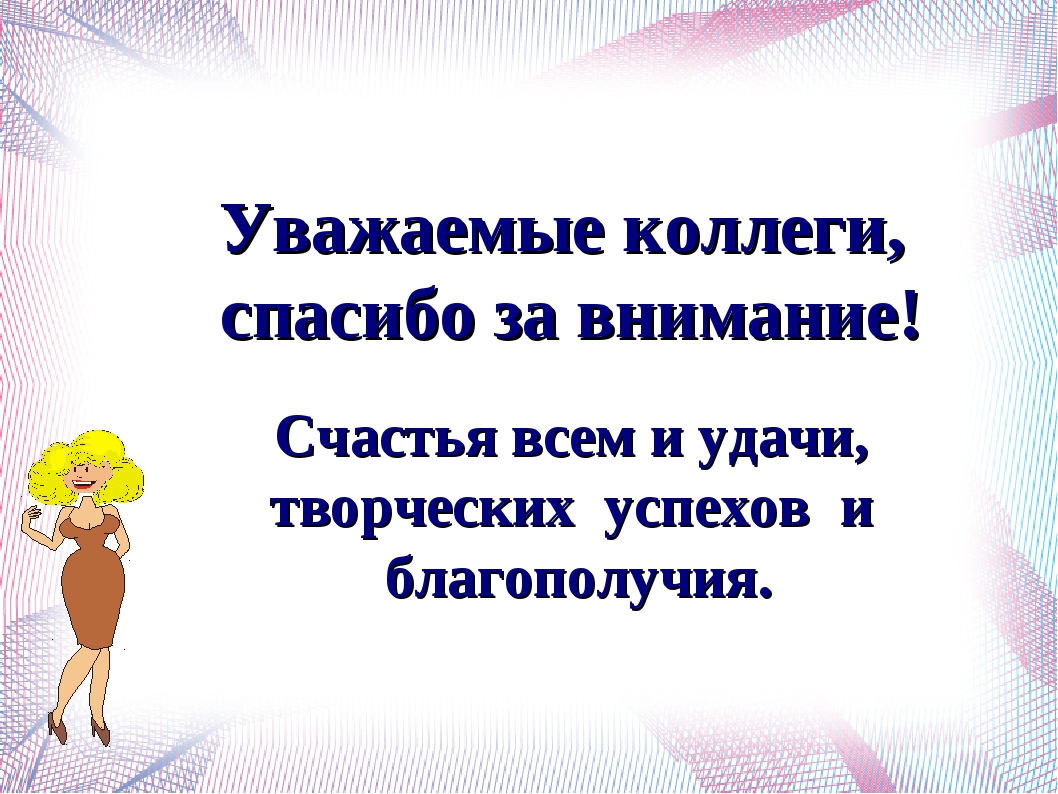 Уважаемые коллеги,
спасибо за внимание!
Счастья всем и удачи,
творческих успехов и
благополучия.